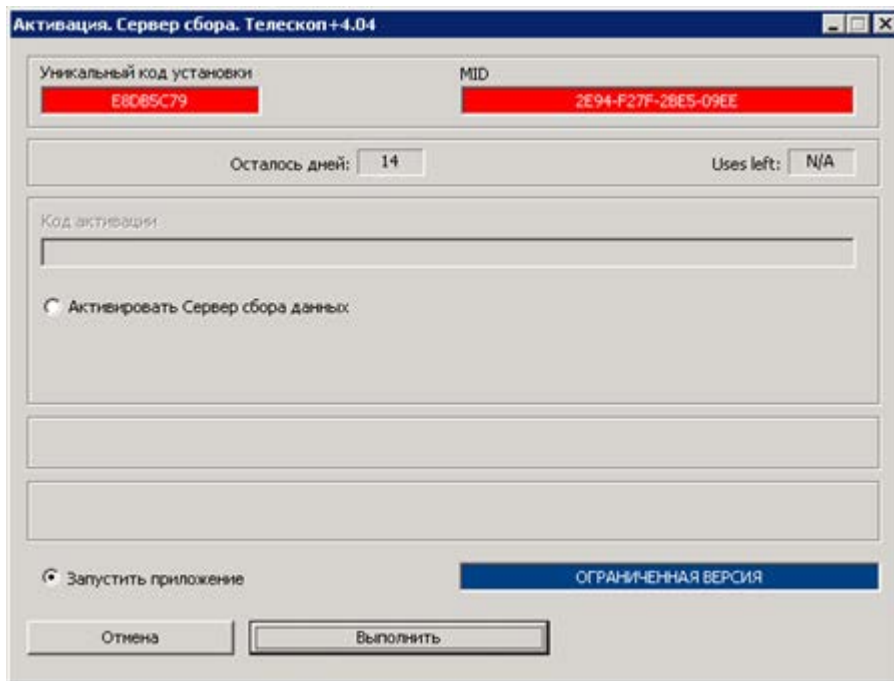 Активация. Сервер сбора. Телескоп+4.04
Уникальный код установки
MID
E8DB5C79
2E94-F27F-2BE5-09EE
Осталось дней: 14
Uses left: N/A
Код активации
Активировать Сервер сбора данных
Запустить приложение
ОГРАНИЧЕННАЯ ВЕРСИЯ
Отмена
Выполнить